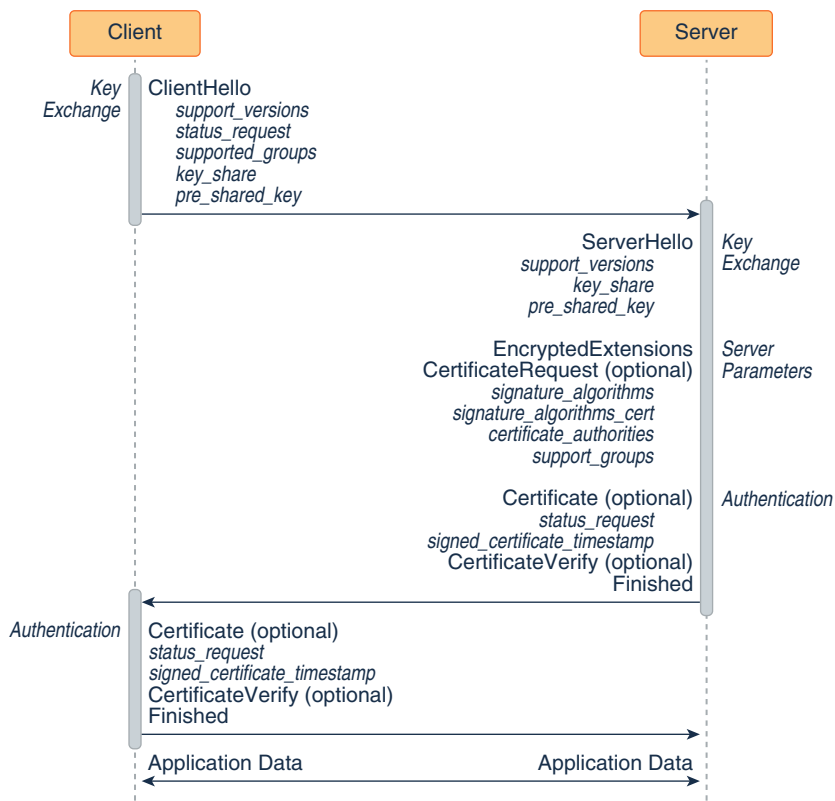 Client
Server
Key
Exchange
ClientHello
support_versions
status_request
supported_groups
key_share
pre_shared_key
ServerHello
support_versions
key_share
pre_shared_key
Key
Exchange
EncryptedExtensions
CertificateRequest (optional)
signature_algorithms
signature_algorithms_cert
certificate_authorities
support_groups
Server
Parameters
Certificate (optional)
status_request
signed_certificate_timestamp
CertificateVerify (optional)
Finished
Authentication
Authentication
Certificate (optional)
status_request
signed_certificate_timestamp
CertificateVerify (optional)
Finished
Application Data
Application Data